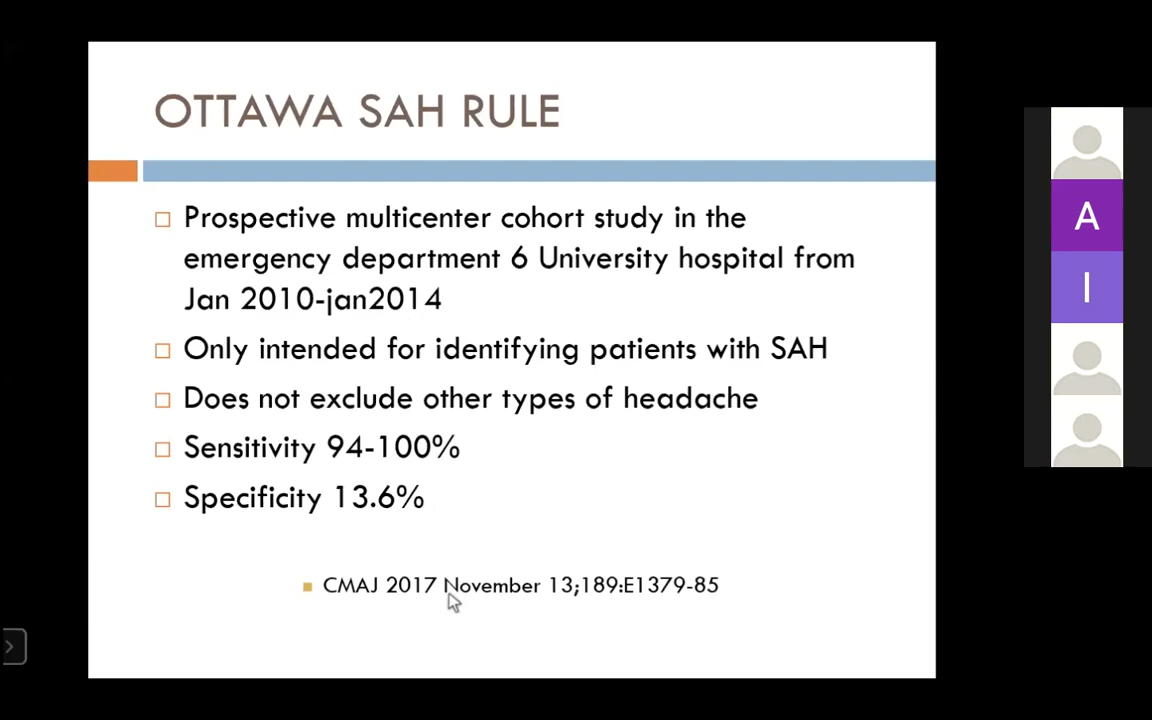 OTTAWA SAH RULE
Prospective multicenter cohort study in the
emergency department 6 University hospital from
Jan 2010-jan2014
Only intended for identifying patients with SAH
Does not exclude other types of headache
Sensitivity 94-100%
Specificity 13.6%
CMAJ 2017 November 13;189:E1379-85
A
I